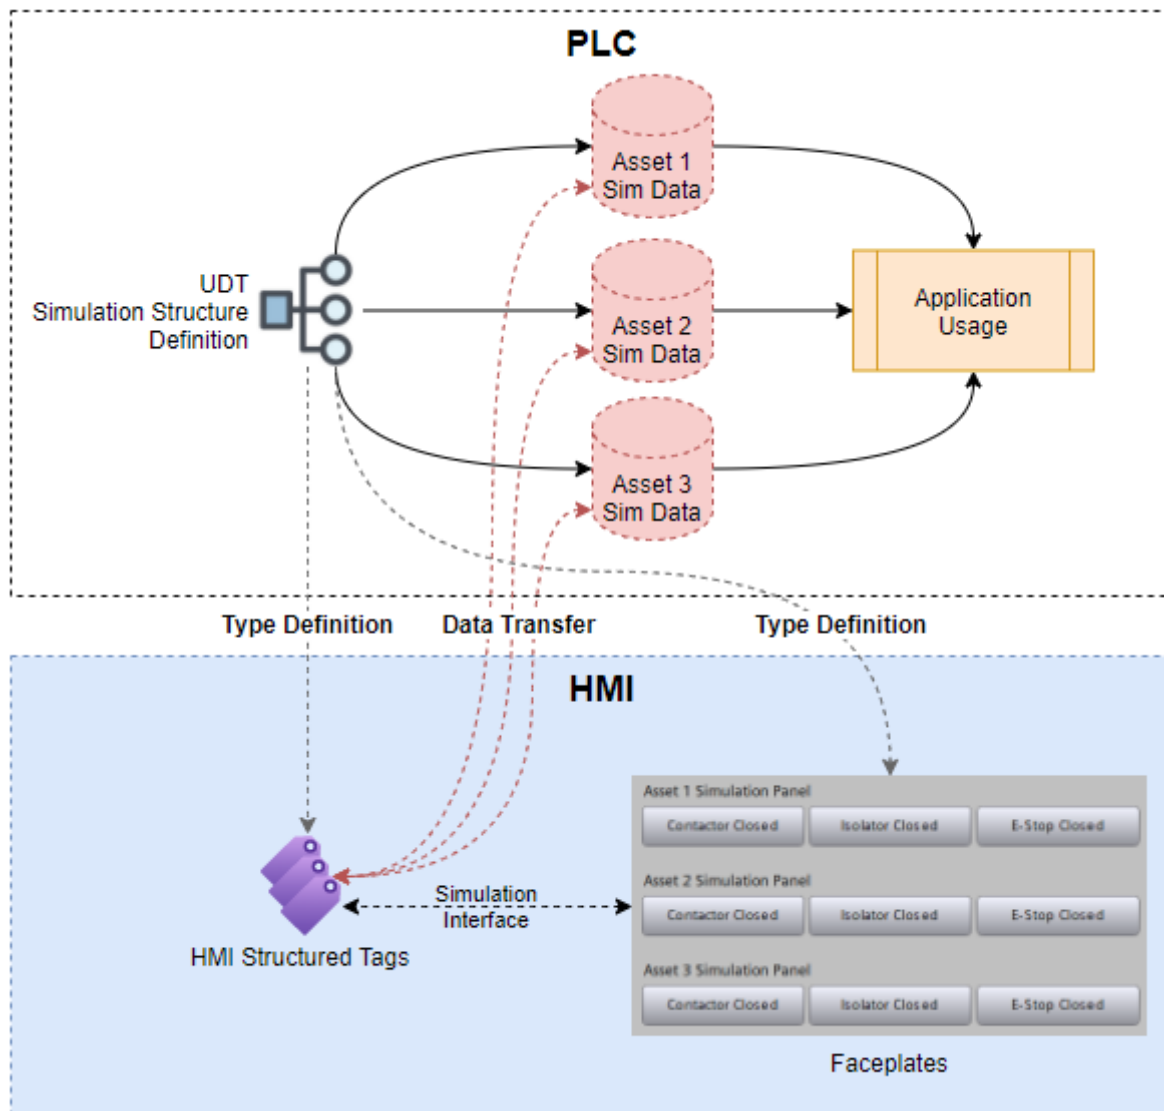 PLC
Asset 1
Sim Data
UDT
Simulation Structure
Definition
Asset 2
Sim Data
Application
Usage
Asset 3
Sim Data
Type Definition
Data Transfer
Type Definition
HMI
Asset 1 Simulation Panel
Contactor Closed
Isolator Closed
E-Stop Closed
Asset 2 Simulation Panel
Contactor Closed
Isolator Closed
E-Stop Closed
Simulation
Interface
HMI Structured Tags
Asset 3 Simulation Panel
Contactor Closed
Isolator Closed
E-Stop Closed
Faceplates